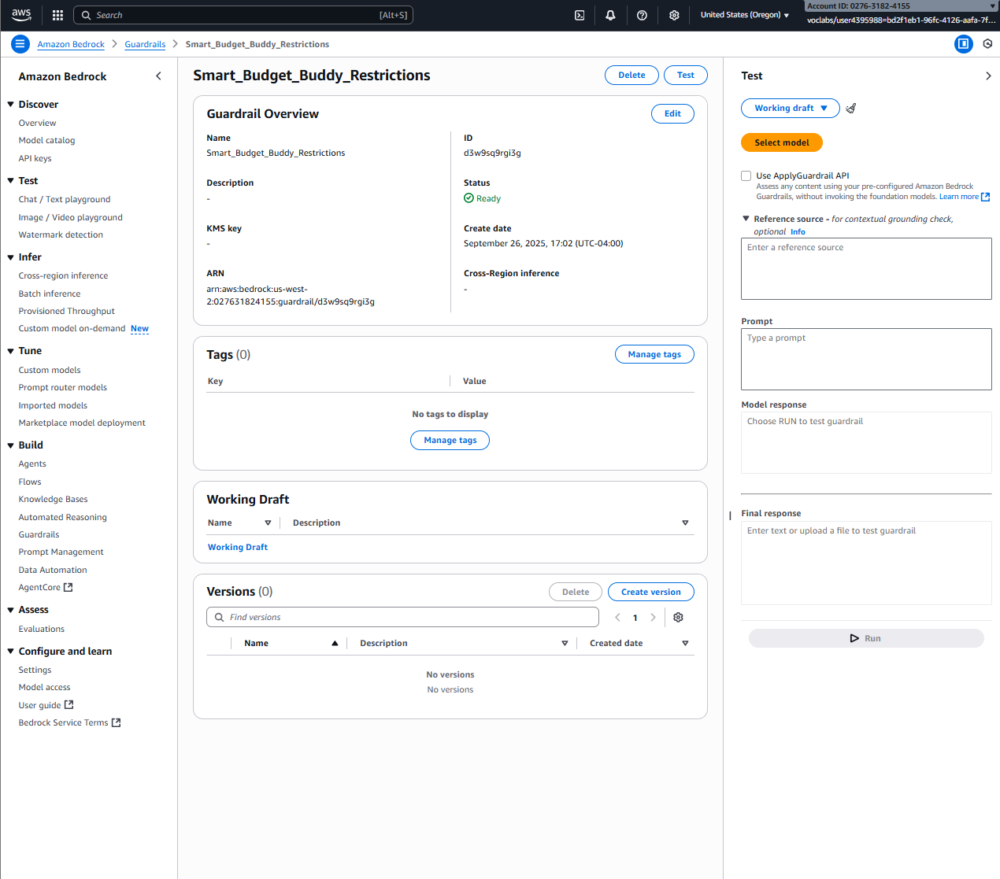 aws
Search
[Alt+S]
United States (Oregon)
Account ID: 0276-3182-4155
voclabs/user4395988=bd2f1eb1-96fc-4126-aafa-7f...
Amazon Bedrock
Guardrails
Smart_Budget_Buddy_Restrictions
Amazon Bedrock
Discover
Overview
Model catalog
API keys
Test
Chat / Text playground
Image / Video playground
Watermark detection
Infer
Cross-region inference
Batch inference
Provisioned Throughput
Custom model on-demand New
Tune
Custom models
Prompt router models
Imported models
Marketplace model deployment
Build
Agents
Flows
Knowledge Bases
Automated Reasoning
Guardrails
Prompt Management
Data Automation
AgentCore
Assess
Evaluations
Configure and learn
Settings
Model access
User guide
Bedrock Service Terms
Smart_Budget_Buddy_Restrictions
Delete
Test
Guardrail Overview
Edit
Name
Smart_Budget_Buddy_Restrictions
Description
-
KMS key
-
ARN
arn:aws:bedrock:us-west-
2:027631824155:guardrail/d3w9sq9rgi3g
ID
d3w9sq9rgi3g
Status
Ready
Create date
September 26, 2025, 17:02 (UTC-04:00)
Cross-Region inference
-
Tags (0)
Manage tags
Key
Value
No tags to display
Manage tags
Working Draft
Name
Description
Working Draft
Versions (0)
Delete
Create version
Find versions
1
Name
Description
Created date
No versions
No versions
Test
Working draft
Select model
Use ApplyGuardrail API
Assess any content using your pre-configured Amazon Bedrock
Guardrails, without invoking the foundation models. Learn more
Reference source - for contextual grounding check,
optional Info
Enter a reference source
Prompt
Type a prompt
Model response
Choose RUN to test guardrail
Final response
Enter text or upload a file to test guardrail
Run